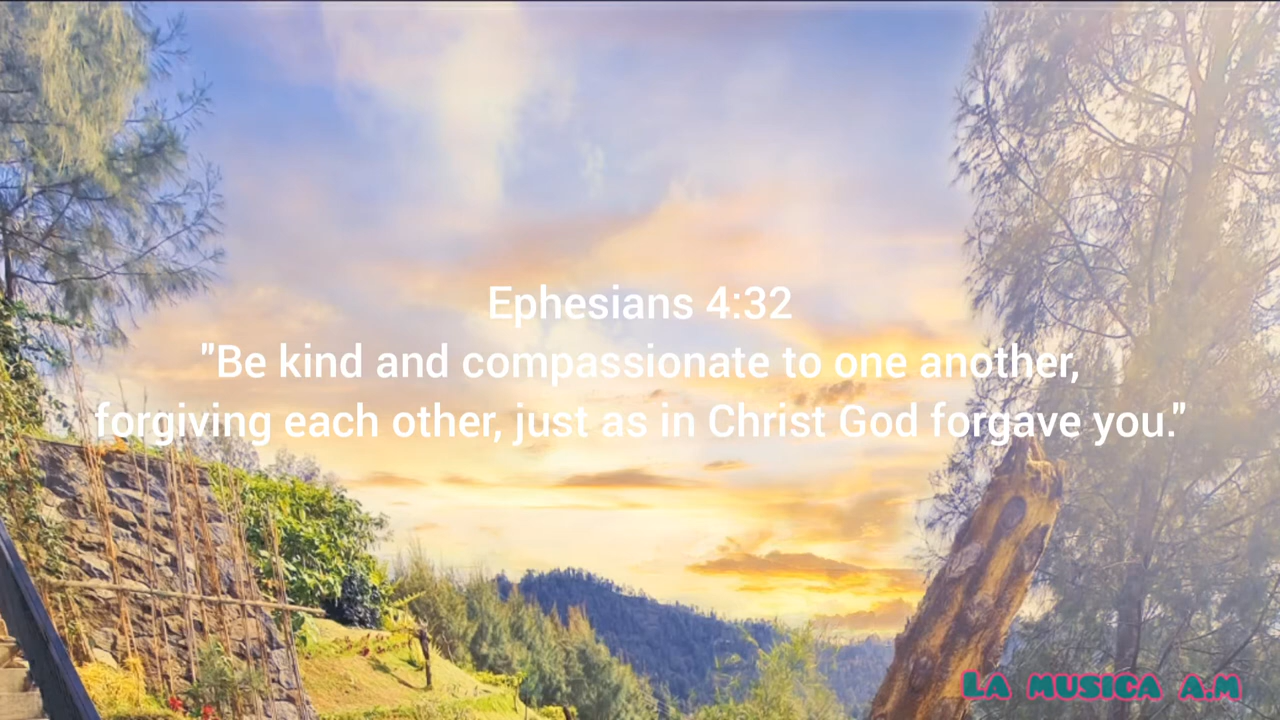 Ephesians 4:32
"Be kind and compassionate to one another,
forgiving each other, just as in Christ God forgave you."
La musica a.m